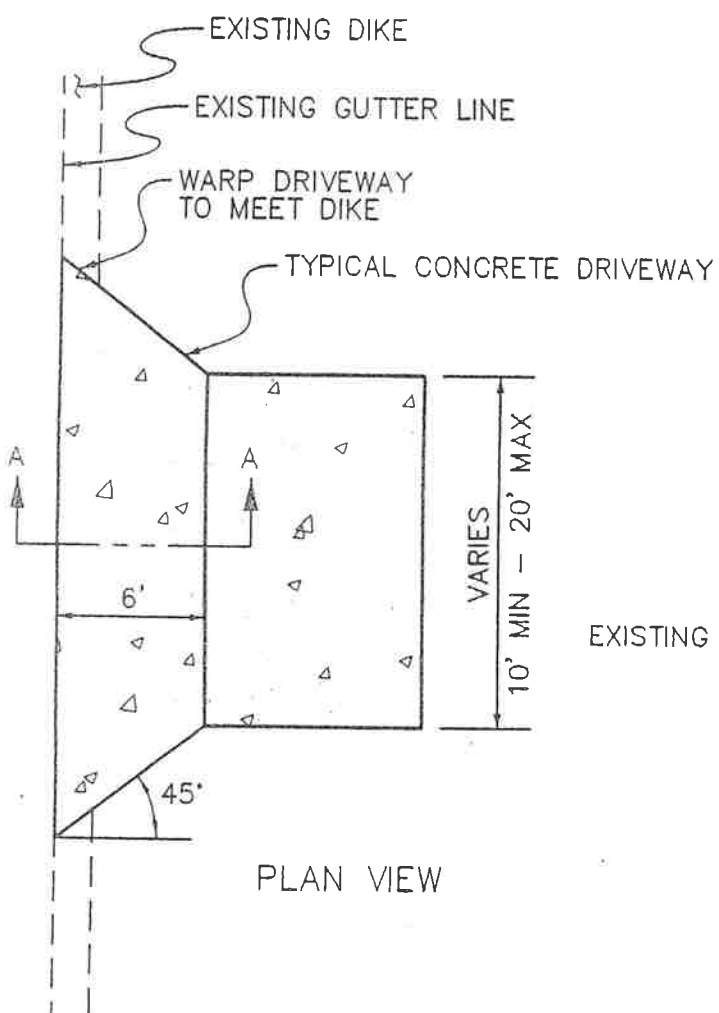 EXISTING DIKE
EXISTING GUTTER LINE
WARP DRIVEWAY
TO MEET DIKE
TYPICAL CONCRETE DRIVEWAY
A
A
6'
VARIES
10' MIN – 20' MAX
EXISTING
45°
PLAN VIEW